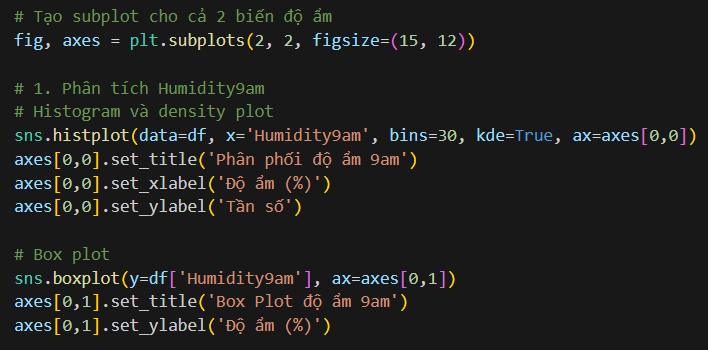 # Tạo subplot cho cả 2 biến độ ẩm
fig, axes = plt.subplots(2, 2, figsize=(15, 12))
# 1. Phân tích Humidity9am
# Histogram và density plot
sns.histplot(data=df, x='Humidity9am', bins=30, kde=True, ax=axes[0,0])
axes[0,0].set_title('Phân phối độ ẩm 9am')
axes[0,0].set_xlabel('Độ ẩm (%)')
axes[0,0].set_ylabel('Tần số')
# Box plot
sns.boxplot(y=df['Humidity9am'], ax=axes[0,1])
axes[0,1].set_title('Box Plot độ ẩm 9am')
axes[0,1].set_ylabel('Độ ẩm (%)')